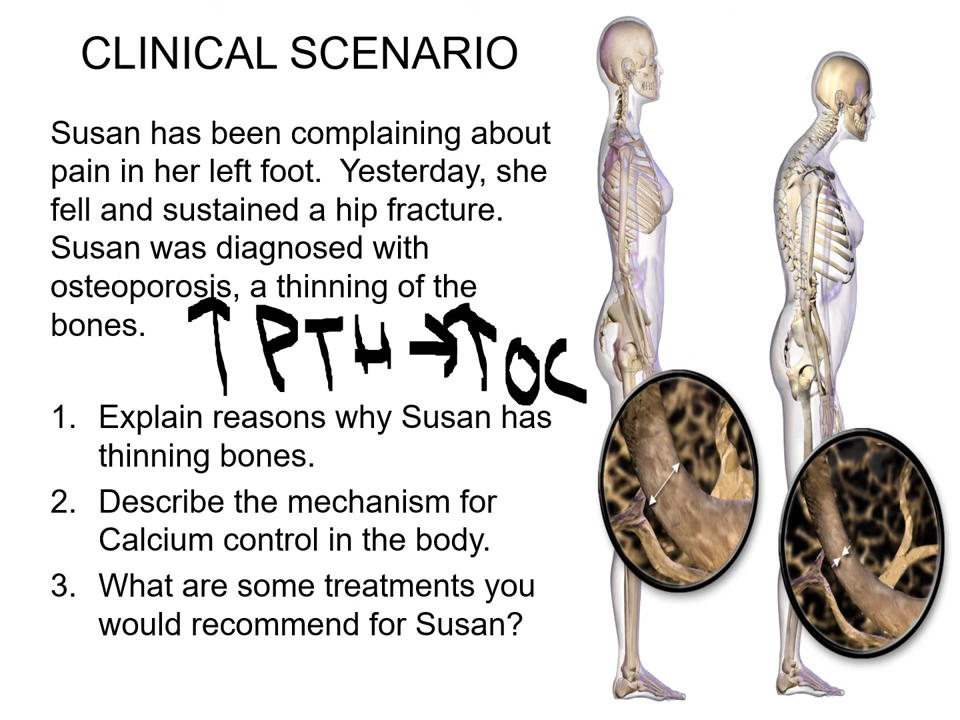 CLINICAL SCENARIO
Susan has been complaining about
pain in her left foot.  Yesterday, she
fell and sustained a hip fracture.
Susan was diagnosed with
osteoporosis, a thinning of the
bones.
↑ PTH → ↑ OC
1. Explain reasons why Susan has
thinning bones.
2. Describe the mechanism for
Calcium control in the body.
3. What are some treatments you
would recommend for Susan?